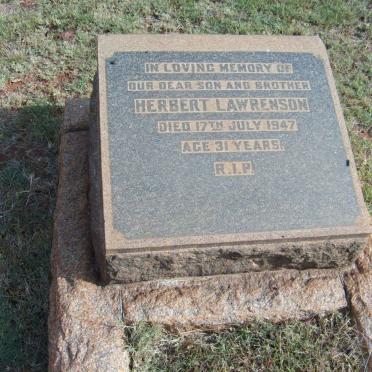 IN LOVING MEMORY OF
OUR DEAR SON AND BROTHER
HERBERT LAWRENSON
DIED 17TH JULY 1947
AGE 31 YEARS.
R.I.P.